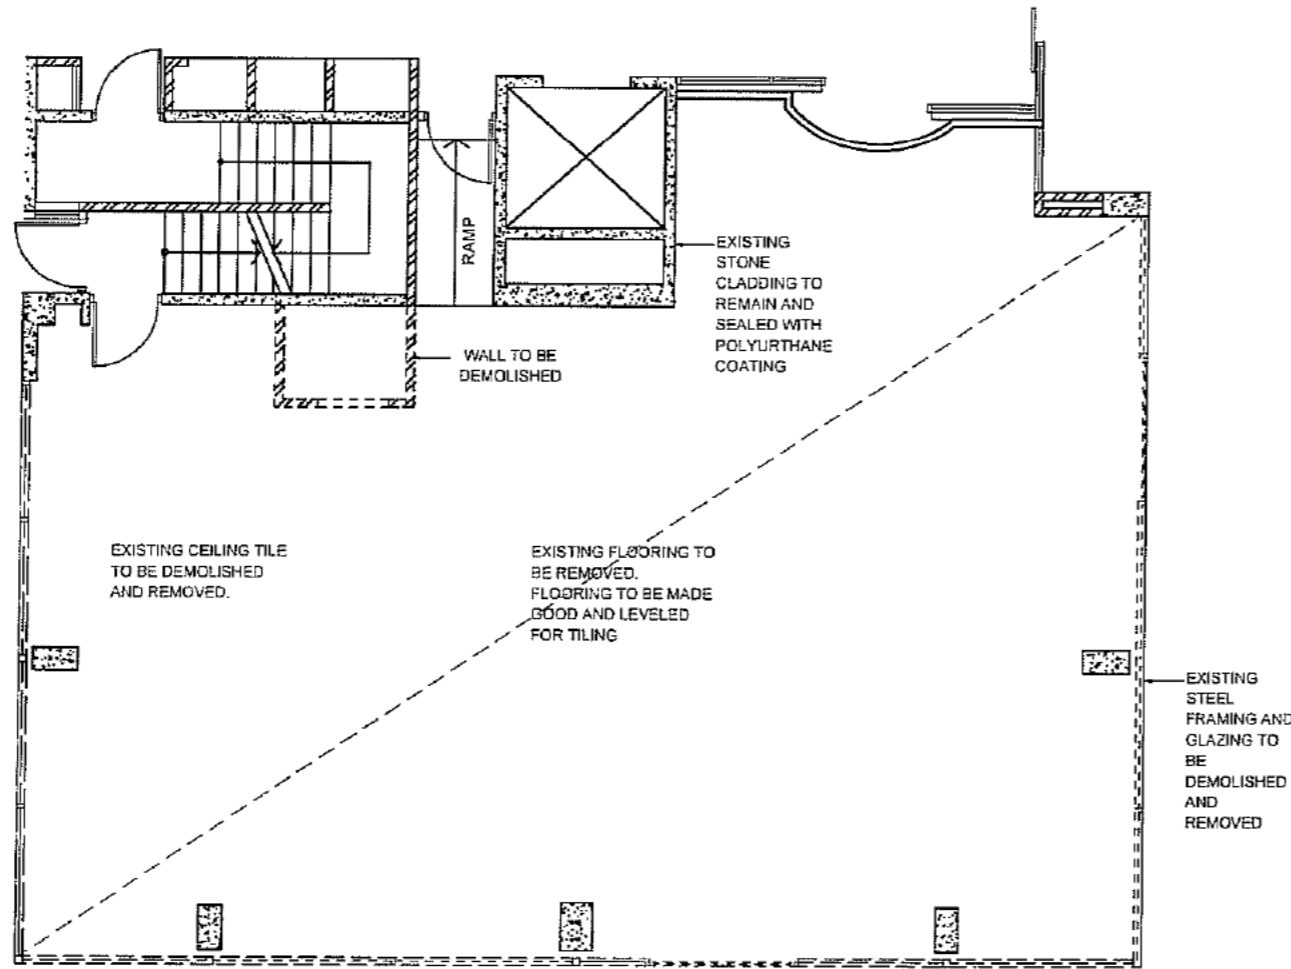 RAMP
EXISTING
STONE
CLADDING TO
REMAIN AND
SEALED WITH
POLYURTHANE
COATING
WALL TO BE
DEMOLISHED
EXISTING CEILING TILE
TO BE DEMOLISHED
AND REMOVED.
EXISTING FLOORING TO
BE REMOVED.
FLOORING TO BE MADE
GOOD AND LEVELED
FOR TILING
EXISTING
STEEL
FRAMING AND
GLAZING TO
BE
DEMOLISHED
AND
REMOVED